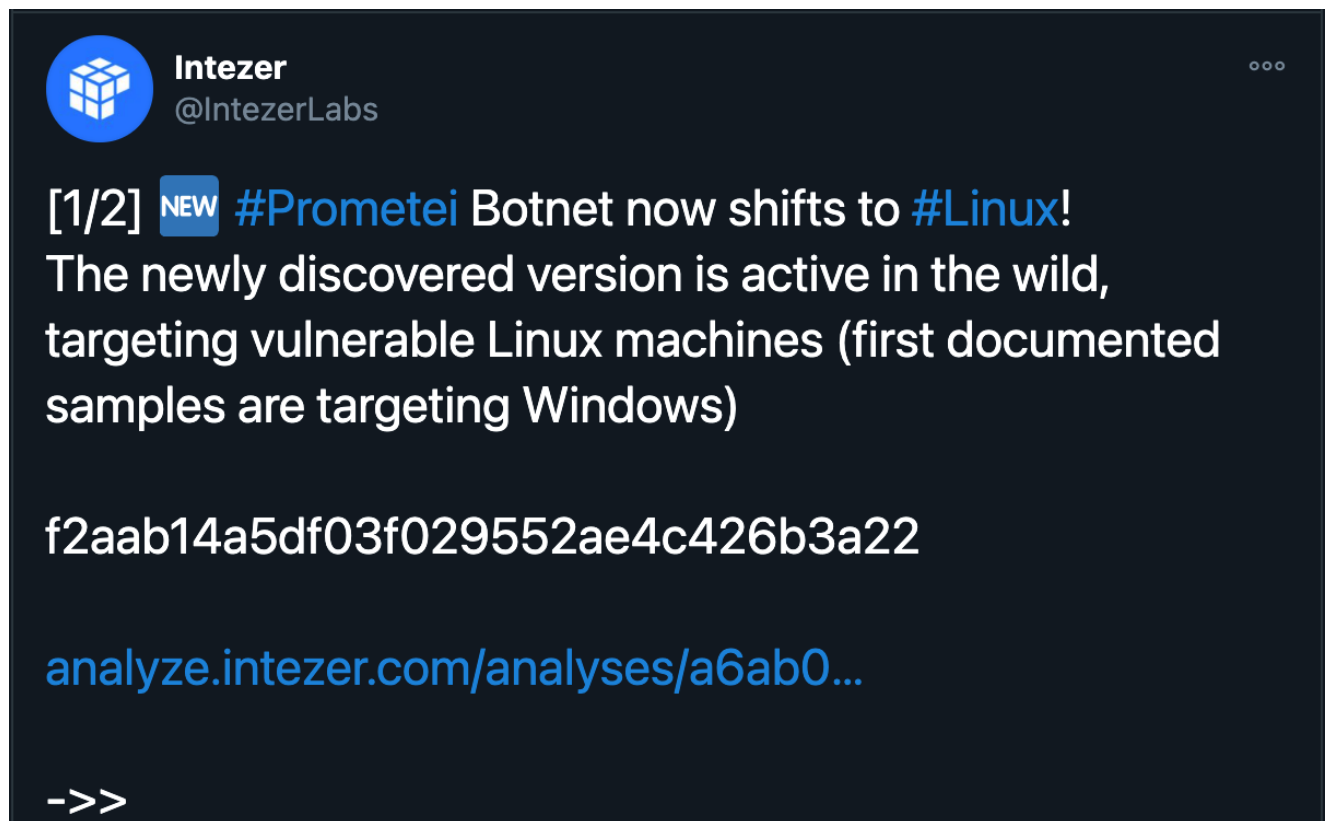 Intezer
@IntezerLabs
[1/2] 🆕 #Prometei Botnet now shifts to #Linux!
The newly discovered version is active in the wild,
targeting vulnerable Linux machines (first documented
samples are targeting Windows)
f2aab14a5df03f029552ae4c426b3a22
analyze.intezer.com/analyses/a6ab0...
->>